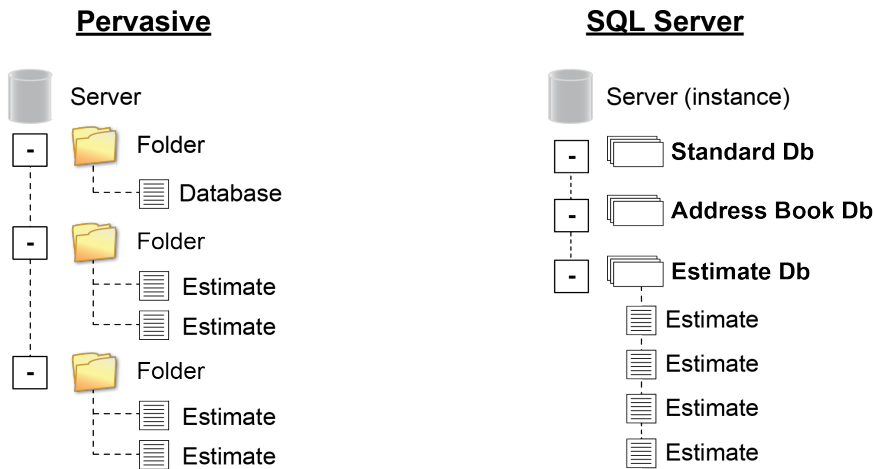 Pervasive
Server
- Folder
Database
- Folder
Estimate
Estimate
- Folder
Estimate
Estimate
SQL Server
Server (instance)
- Standard Db
- Address Book Db
- Estimate Db
Estimate
Estimate
Estimate
Estimate